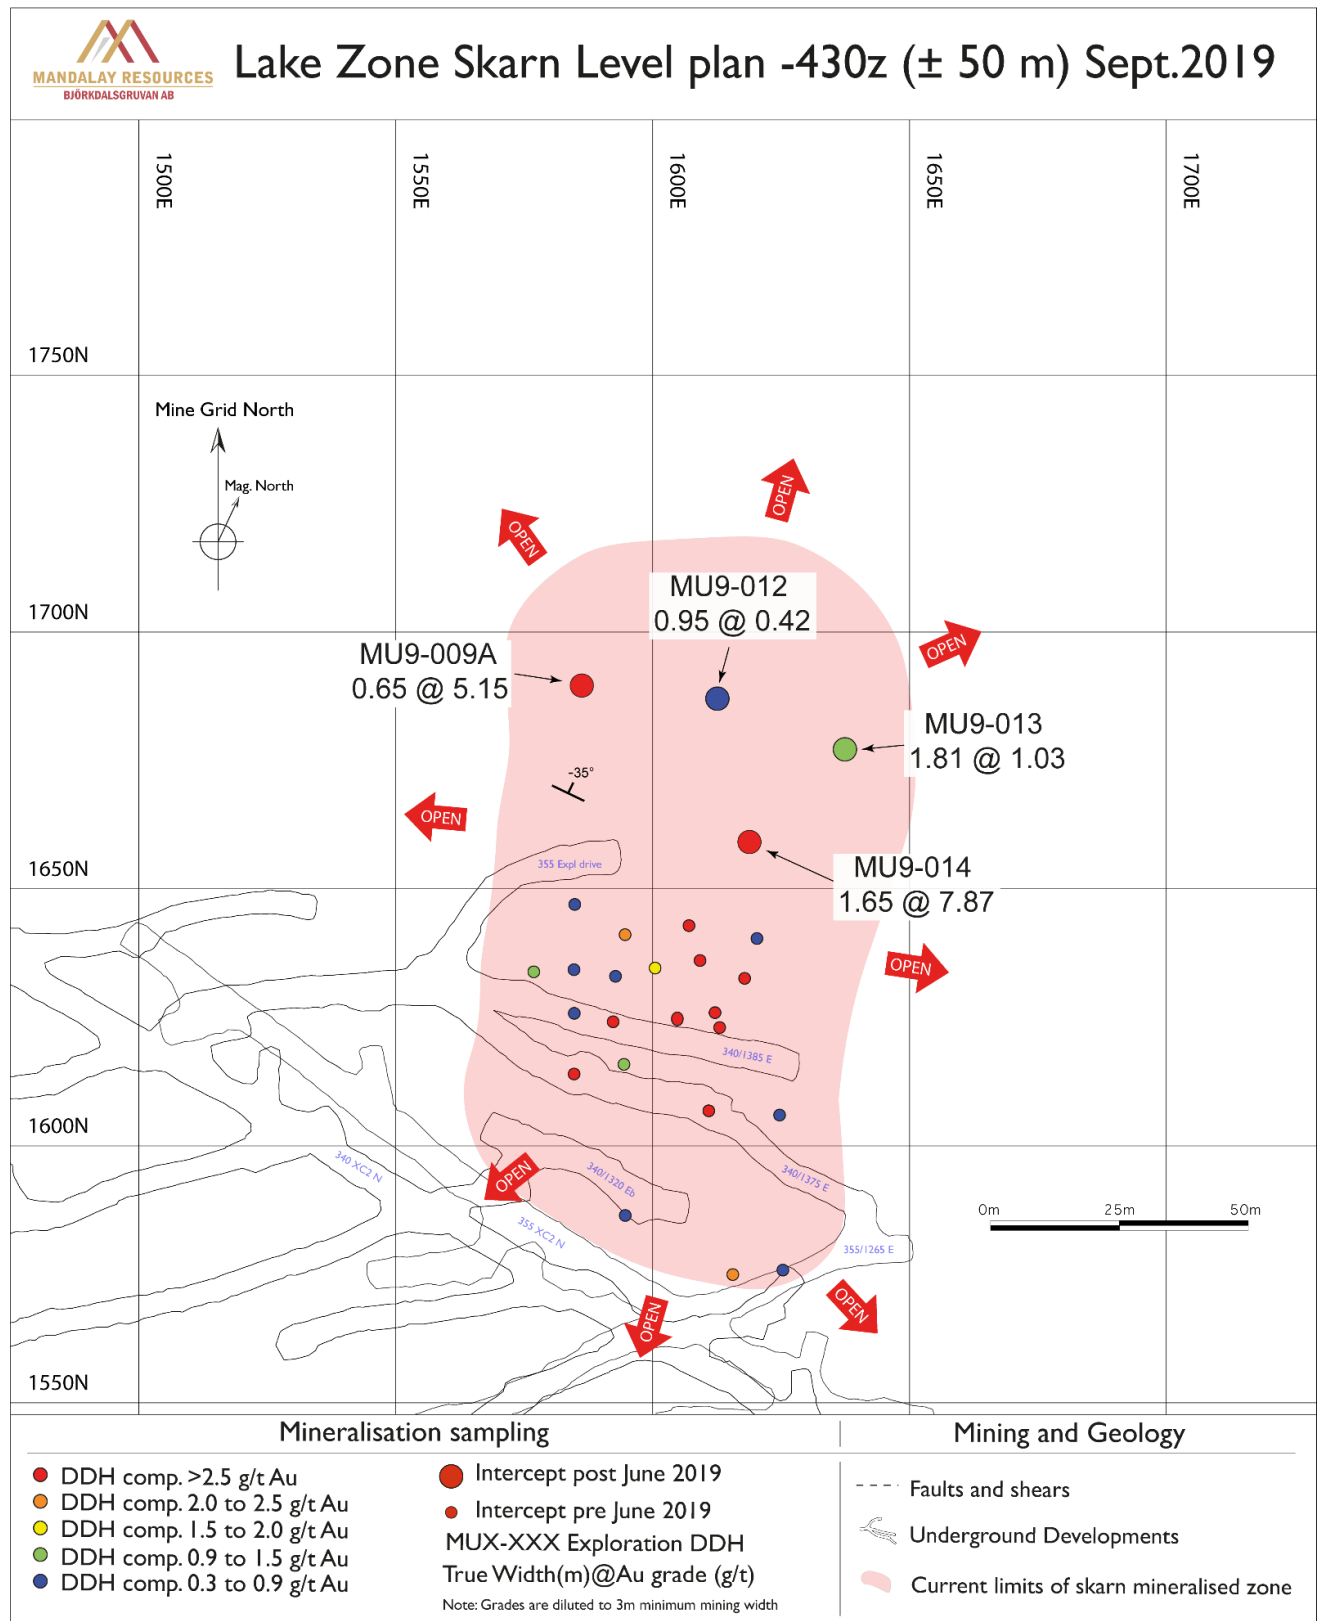 MANDALAY RESOURCES
BJÖRKDALSGRUVAN AB
Lake Zone Skarn Level plan -430z (± 50 m) Sept.2019
1500E
1550E
1600E
1650E
1700E
1750N
Mine Grid North
Mag. North
OPEN
OPEN
MU9-012
0.95 @ 0.42
1700N
OPEN
MU9-009A
0.65 @ 5.15
MU9-013
1.81 @ 1.03
-35°
OPEN
355 Expl drive
1650N
MU9-014
1.65 @ 7.87
OPEN
340/1385 E
1600N
340 XC2 N
OPEN
340/1320 Eb
340/1375 E
355 XC2 N
0m 25m 50m
355/1265 E
OPEN
OPEN
1550N
Mineralisation sampling
DDH comp. >2.5 g/t Au
DDH comp. 2.0 to 2.5 g/t Au
DDH comp. 1.5 to 2.0 g/t Au
DDH comp. 0.9 to 1.5 g/t Au
DDH comp. 0.3 to 0.9 g/t Au
Intercept post June 2019
Intercept pre June 2019
MUX-XXX Exploration DDH
True Width(m)@Au grade (g/t)
Note: Grades are diluted to 3m minimum mining width
Mining and Geology
Faults and shears
Underground Developments
Current limits of skarn mineralised zone